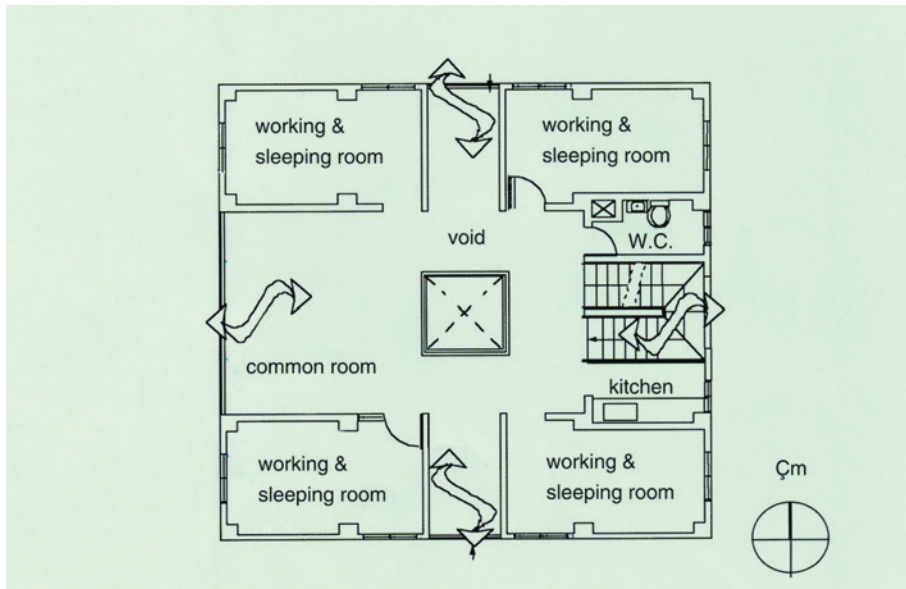 working &
sleeping room
working &
sleeping room
void
W.C.
common room
kitchen
working &
sleeping room
working &
sleeping room
Çm